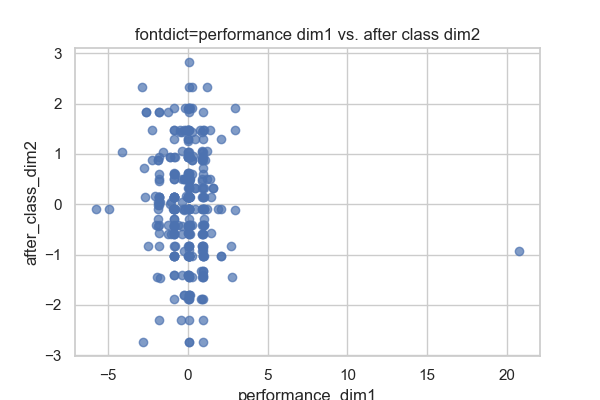 fontdict=performance dim1 vs. after class dim2
3
2
1
0
−1
−2
−3
after_class_dim2
−5 0 5 10 15 20
performance_dim1